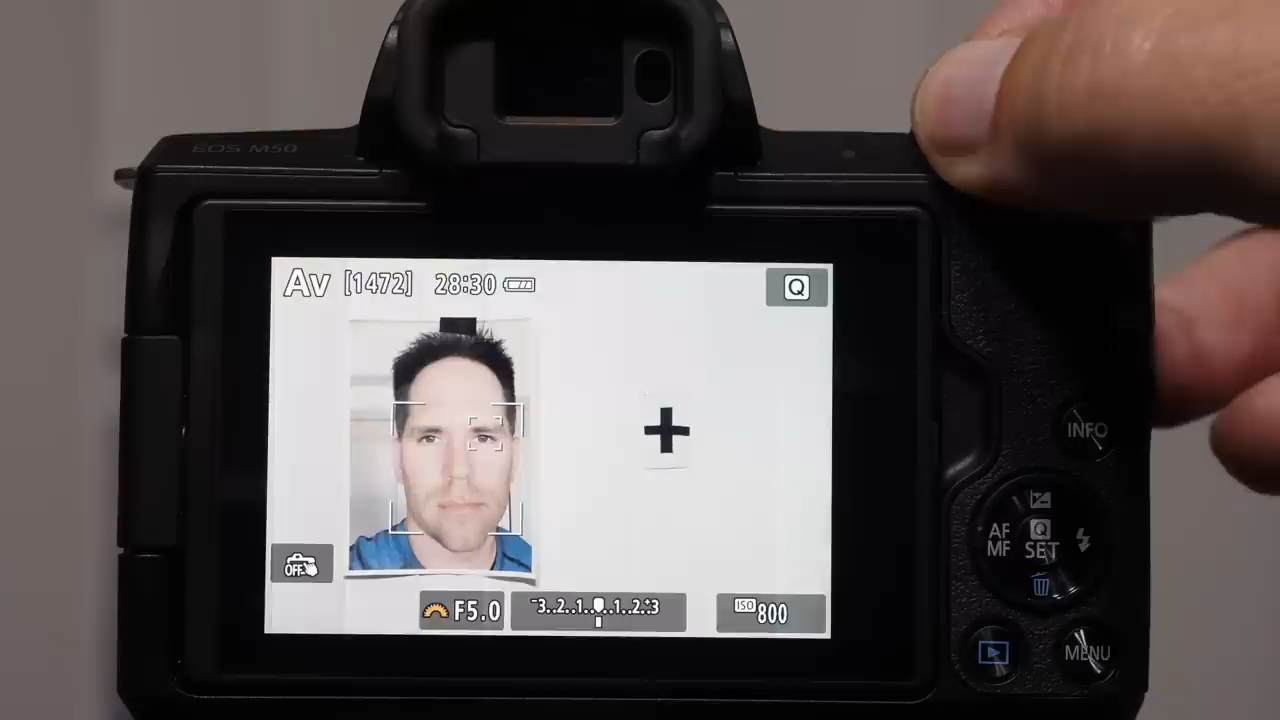 EOS M50
Av [1472] 28:30 Q
OFF
F5.0 -3..2..1..0..1..2..+3 ISO 800
INFO
AF
MF
Q
SET
MENU